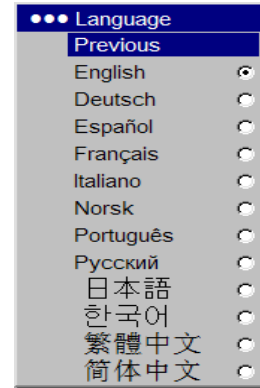 Language
Previous
English
Deutsch
Español
Français
Italiano
Norsk
Português
Русский
日本語
한국어
繁體中文
简体中文